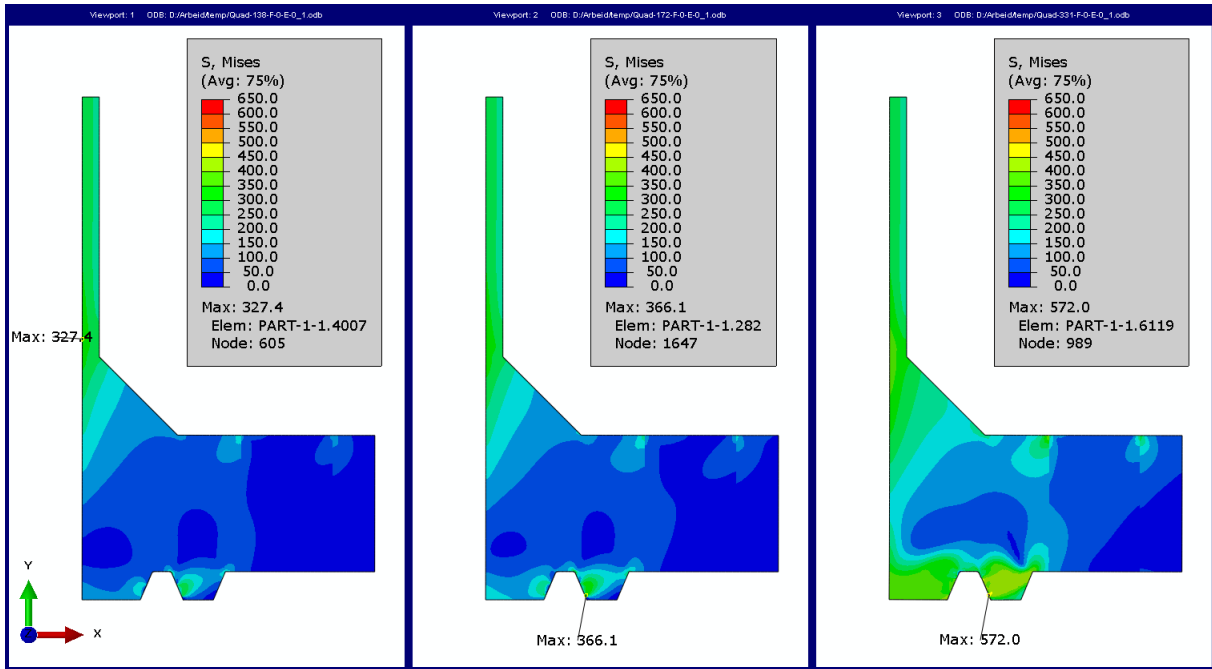 Viewport: 1 ODB: D:/Arbeid/temp/Quad-138-F-0-E-0_1.odb
S, Mises
(Avg: 75%)
650.0
600.0
550.0
500.0
450.0
400.0
350.0
300.0
250.0
200.0
150.0
100.0
50.0
0.0
Max: 327.4
Elem: PART-1-1.4007
Node: 605
Max: 327.4
Y
Z
X
Viewport: 2 ODB: D:/Arbeid/temp/Quad-172-F-0-E-0_1.odb
S, Mises
(Avg: 75%)
650.0
600.0
550.0
500.0
450.0
400.0
350.0
300.0
250.0
200.0
150.0
100.0
50.0
0.0
Max: 366.1
Elem: PART-1-1.282
Node: 1647
Max: 366.1
Viewport: 3 ODB: D:/Arbeid/temp/Quad-331-F-0-E-0_1.odb
S, Mises
(Avg: 75%)
650.0
600.0
550.0
500.0
450.0
400.0
350.0
300.0
250.0
200.0
150.0
100.0
50.0
0.0
Max: 572.0
Elem: PART-1-1.6119
Node: 989
Max: 572.0